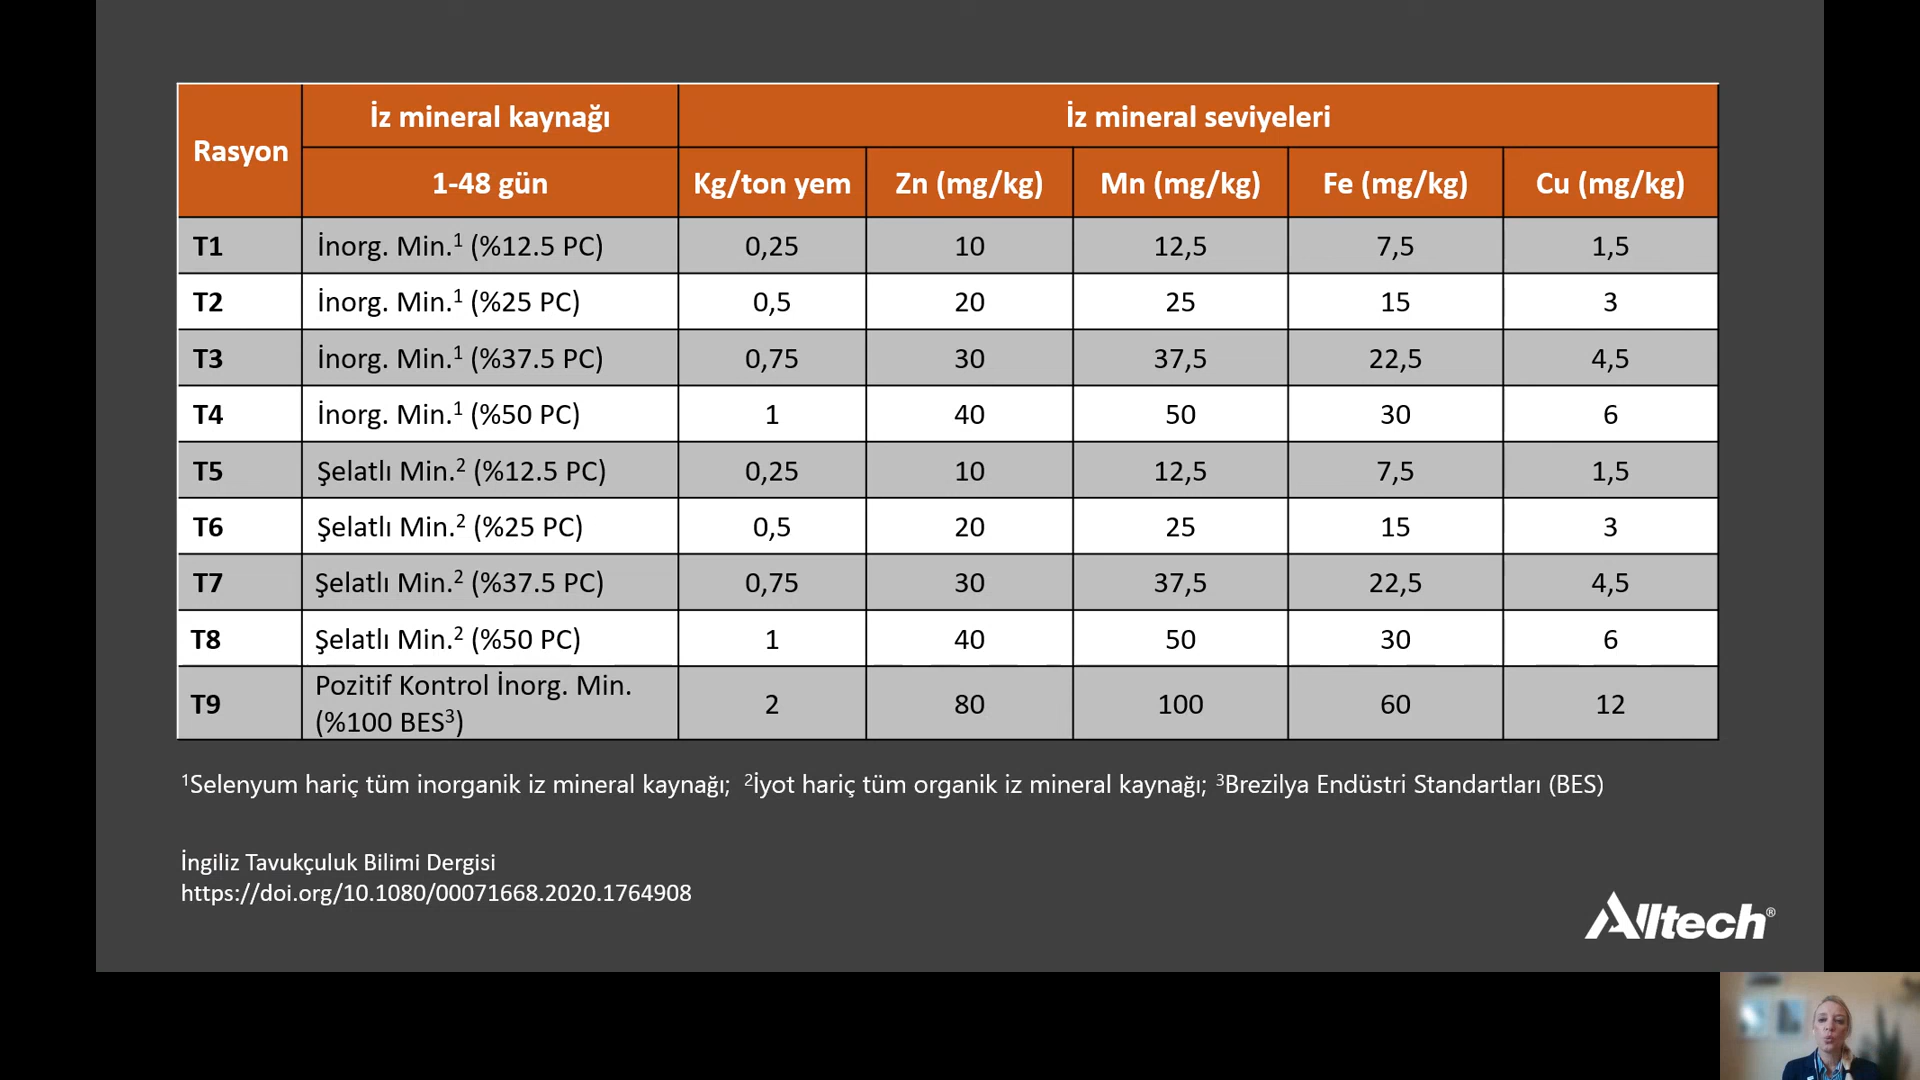 Rasyon İz mineral kaynağı İz mineral seviyeleri
1-48 gün Kg/ton yem Zn (mg/kg) Mn (mg/kg) Fe (mg/kg) Cu (mg/kg)
T1 İnorg. Min.¹ (%12.5 PC) 0,25 10 12,5 7,5 1,5
T2 İnorg. Min.¹ (%25 PC) 0,5 20 25 15 3
T3 İnorg. Min.¹ (%37.5 PC) 0,75 30 37,5 22,5 4,5
T4 İnorg. Min.¹ (%50 PC) 1 40 50 30 6
T5 Şelatlı Min.² (%12.5 PC) 0,25 10 12,5 7,5 1,5
T6 Şelatlı Min.² (%25 PC) 0,5 20 25 15 3
T7 Şelatlı Min.² (%37.5 PC) 0,75 30 37,5 22,5 4,5
T8 Şelatlı Min.² (%50 PC) 1 40 50 30 6
T9 Pozitif Kontrol İnorg. Min. (%100 BES³) 2 80 100 60 12
¹Selenyum hariç tüm inorganik iz mineral kaynağı; ²İyot hariç tüm organik iz mineral kaynağı; ³Brezilya Endüstri Standartları (BES)
İngiliz Tavukçuluk Bilimi Dergisi
https://doi.org/10.1080/00071668.2020.1764908
Alltech®